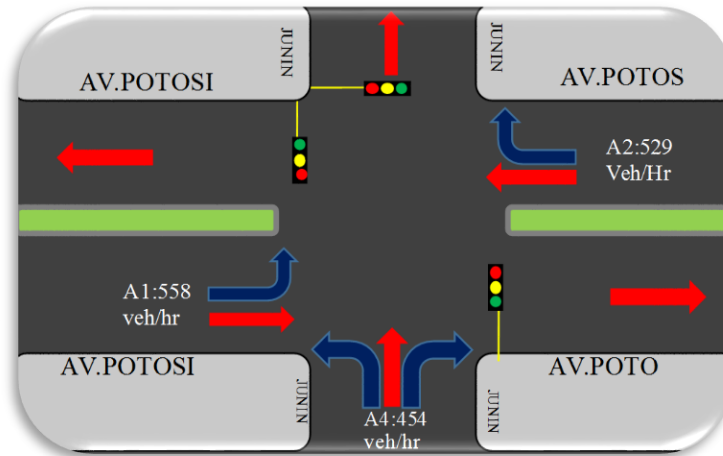 JUNIN
JUNIN
AV.POTOSI
AV.POTOS
A2:529
Veh/Hr
A1:558
veh/hr
AV.POTOSI
AV.POTO
JUNIN
JUNIN
A4:454
veh/hr